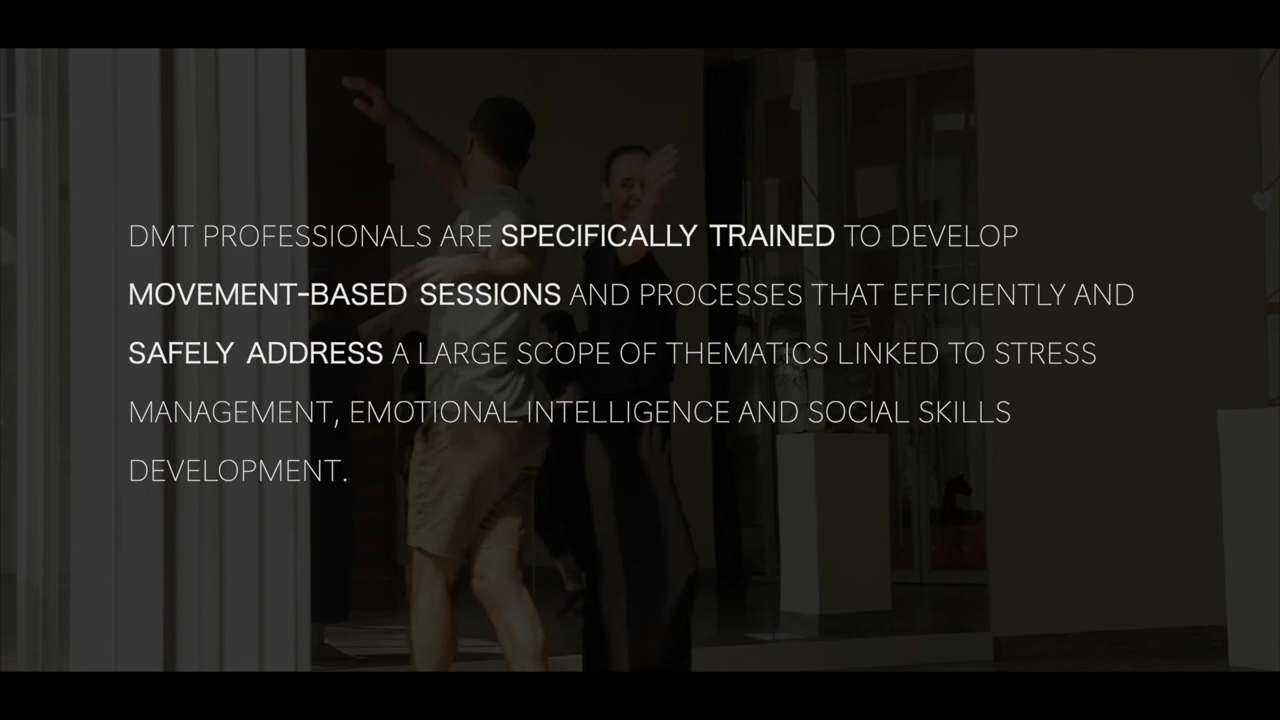 DMT PROFESSIONALS ARE SPECIFICALLY TRAINED TO DEVELOP
MOVEMENT-BASED SESSIONS AND PROCESSES THAT EFFICIENTLY AND
SAFELY ADDRESS A LARGE SCOPE OF THEMATICS LINKED TO STRESS
MANAGEMENT, EMOTIONAL INTELLIGENCE AND SOCIAL SKILLS
DEVELOPMENT.